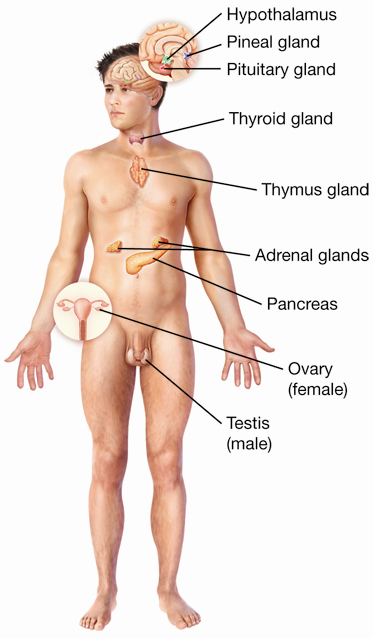 Hypothalamus
Pineal gland
Pituitary gland
Thyroid gland
Thymus gland
Adrenal glands
Pancreas
Ovary
(female)
Testis
(male)